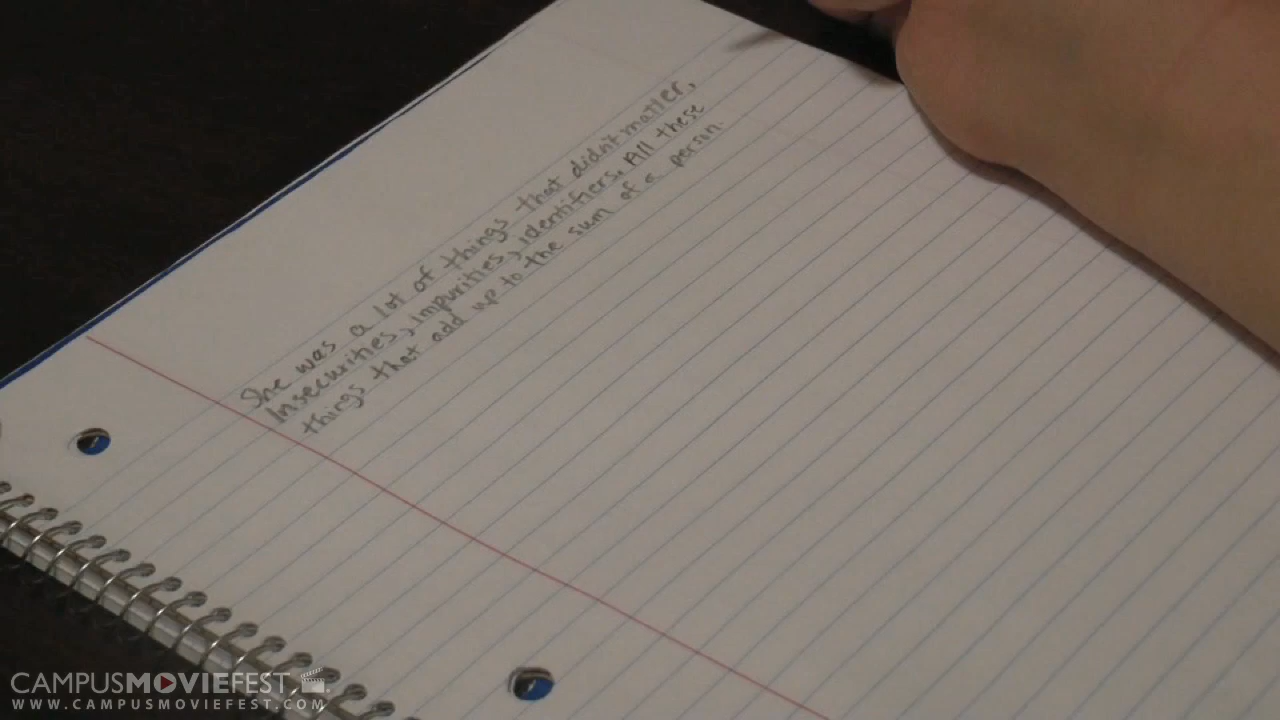 She was a lot of things that didn't matter,
Insecurities, impurities, identifiers. All these
things that add up to the sum of a person.
CAMPUSMOVIEFEST
WWW.CAMPUSMOVIEFEST.COM